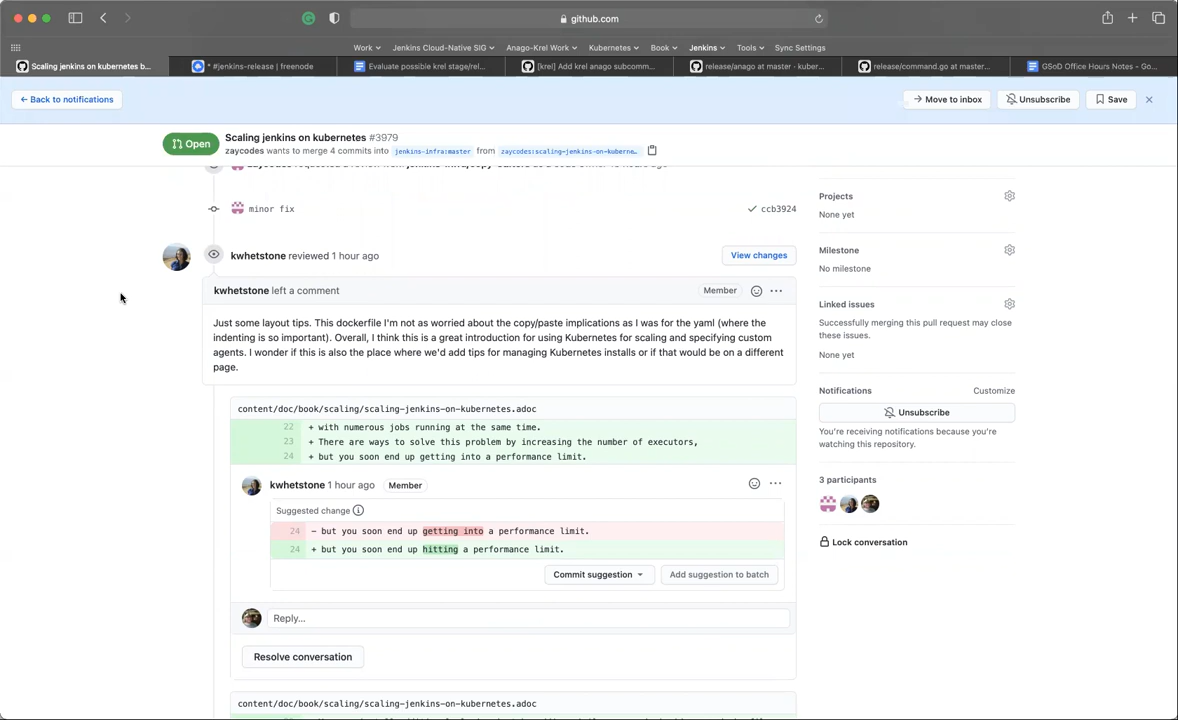 github.com
Work
Jenkins Cloud-Native SIG
Anago-Krel Work
Kubernetes
Book
Jenkins
Tools
Sync Settings
Scaling jenkins on kubernetes b...
* #jenkins-release | freenode
Evaluate possible krel stage/rel...
[krel] Add krel anago subcomm...
release/anago at master · kuber...
release/command.go at master...
GSoD Office Hours Notes - Go...
← Back to notifications
→ Move to inbox
Unsubscribe
Save
Open
Scaling jenkins on kubernetes #3979
zaycodes wants to merge 4 commits into jenkins-infra:master from zaycodes:scaling-jenkins-on-kuberne…
minor fix
ccb3924
kwhetstone reviewed 1 hour ago
View changes
kwhetstone left a comment
Member
Just some layout tips. This dockerfile I'm not as worried about the copy/paste implications as I was for the yaml (where the
indenting is so important). Overall, I think this is a great introduction for using Kubernetes for scaling and specifying custom
agents. I wonder if this is also the place where we'd add tips for managing Kubernetes installs or if that would be on a different
page.
content/doc/book/scaling/scaling-jenkins-on-kubernetes.adoc
22 + with numerous jobs running at the same time.
23 + There are ways to solve this problem by increasing the number of executors,
24 + but you soon end up getting into a performance limit.
kwhetstone 1 hour ago Member
Suggested change
24 - but you soon end up getting into a performance limit.
24 + but you soon end up hitting a performance limit.
Commit suggestion
Add suggestion to batch
Reply...
Resolve conversation
content/doc/book/scaling/scaling-jenkins-on-kubernetes.adoc
Projects
None yet
Milestone
No milestone
Linked issues
Successfully merging this pull request may close
these issues.
None yet
Notifications
Customize
Unsubscribe
You're receiving notifications because you're
watching this repository.
3 participants
Lock conversation